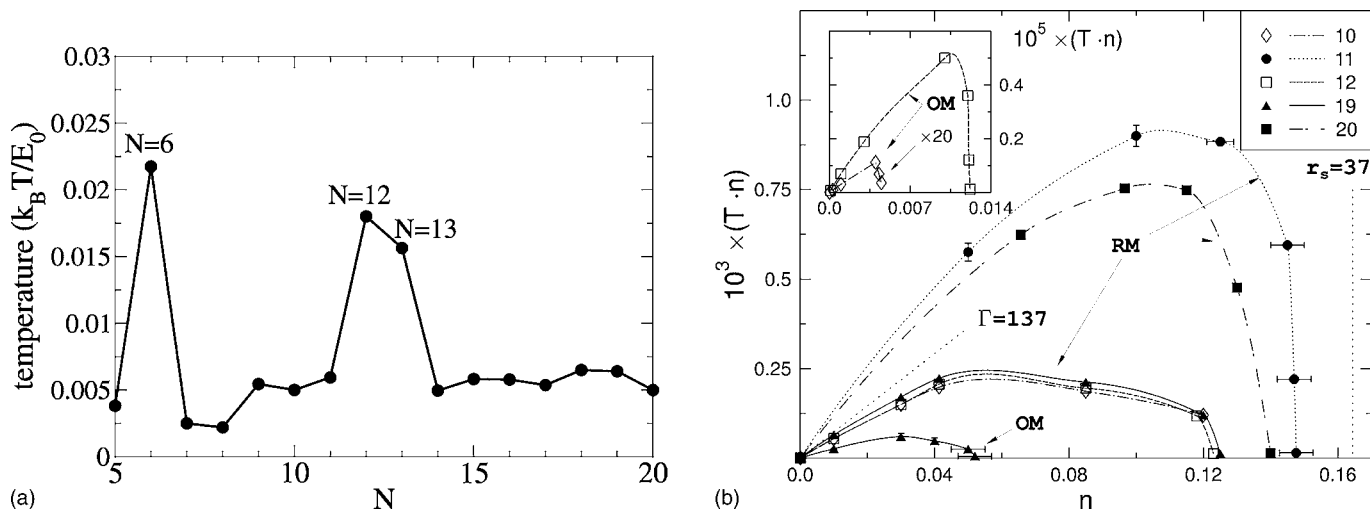 0.03
0.025
0.02
0.015
0.01
0.005
0
temperature (k_BT/E_0)
N=6
N=12
N=13
5
10
15
20
N
(a)
10^5 ×(T ·n)
0.4
0.2
OM
×20
0.0
0.007
0.014
10
11
12
19
20
r_s=37
1.0
0.75
0.5
0.25
0.0
10^3 ×(T ·n)
RM
Γ=137
OM
0.0
0.04
0.08
0.12
0.16
n
(b)